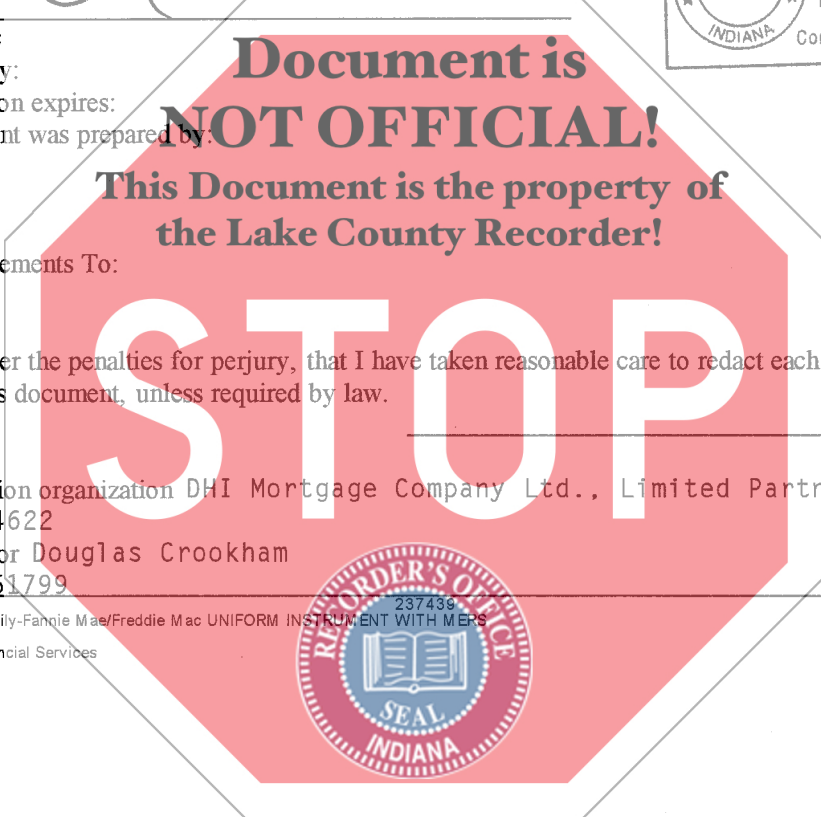 INDIANA Co
Document is
y:
on expires:
NOT OFFICIAL!
nt was prepared by:
This Document is the property of
the Lake County Recorder!
ements To:
STOP
er the penalties for perjury, that I have taken reasonable care to redact each
s document, unless required by law.
ion organization DHI Mortgage Company Ltd., Limited Partn
4622
or Douglas Crookham
51799
237439
ily-Fannie Mae/Freddie Mac UNIFORM INSTRUMENT WITH MERS
ncial Services
RECORDER'S OFFICE
SEAL
INDIANA